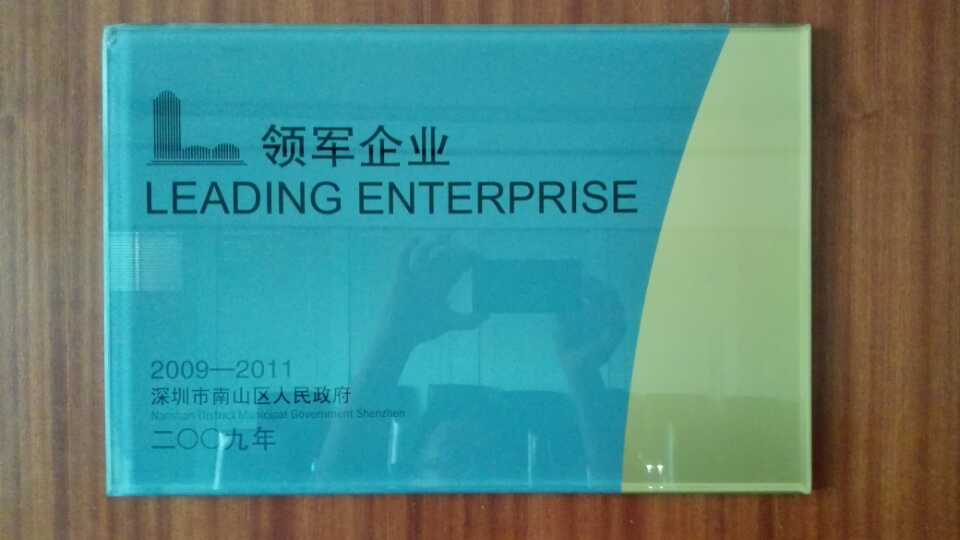 领军企业
LEADING ENTERPRISE
2009—2011
深圳市南山区人民政府
Nanshan District Municipal Government Shenzhen
二〇〇九年